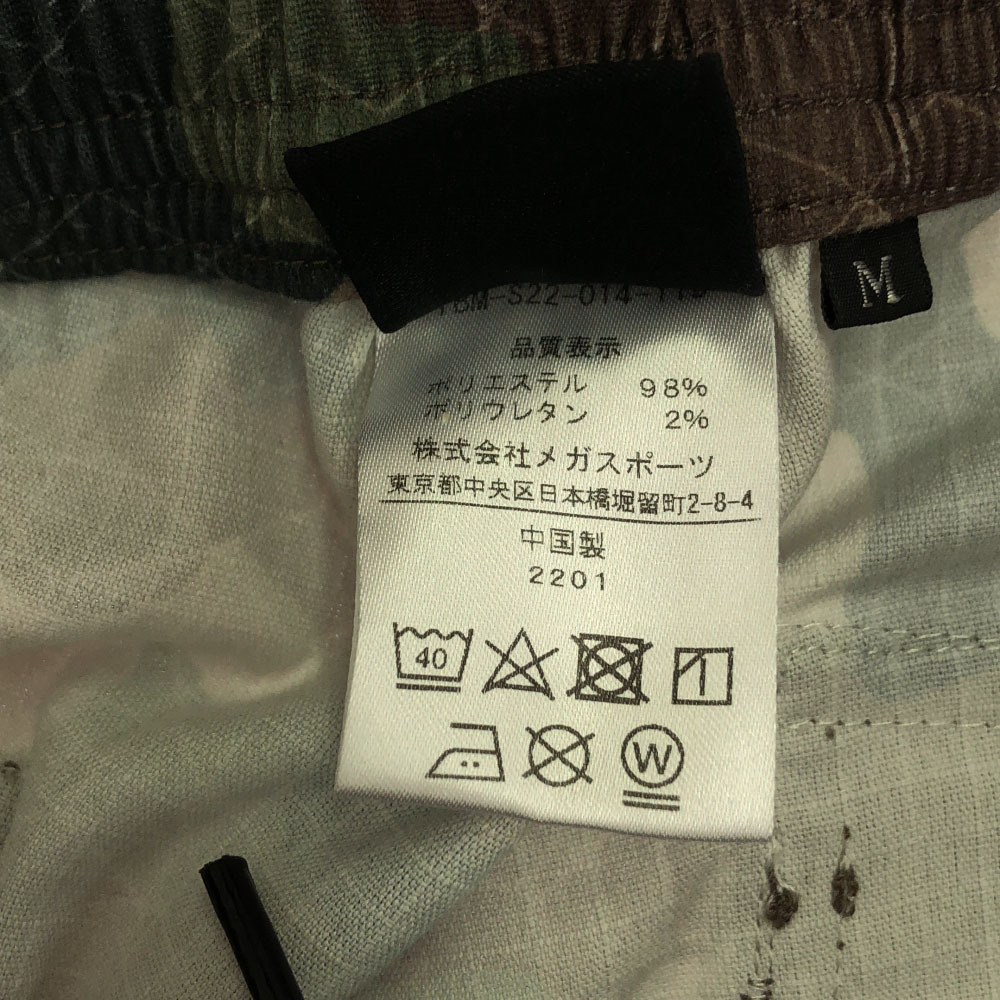 M
品質表示
ポリエステル 98%
ポリウレタン 2%
株式会社メガスポーツ
東京都中央区日本橋堀留町2-8-4
中国製
2201
40
W